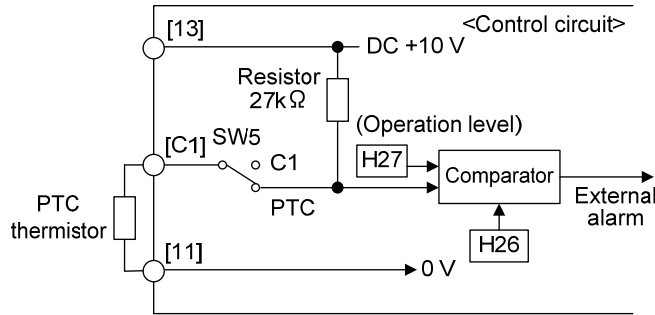 [13]
<Control circuit>
DC +10 V
Resistor
27kΩ
(Operation level)
[C1]
SW5
C1
H27
Comparator
PTC
thermistor
PTC
External
alarm
H26
[11]
0 V